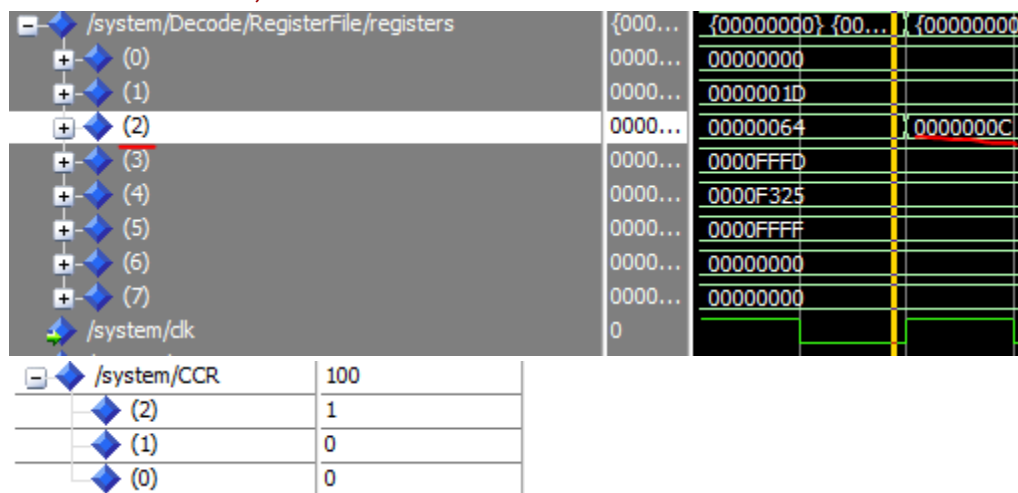 /system/Decode/RegisterFile/registers {000... {00000000} {00... {00000000
(0) 0000... 00000000
(1) 0000... 0000001D
(2) 0000... 00000064 0000000C
(3) 0000... 0000FFFD
(4) 0000... 0000F325
(5) 0000... 0000FFFF
(6) 0000... 00000000
(7) 0000... 00000000
/system/clk 0
/system/CCR 100
(2) 1
(1) 0
(0) 0